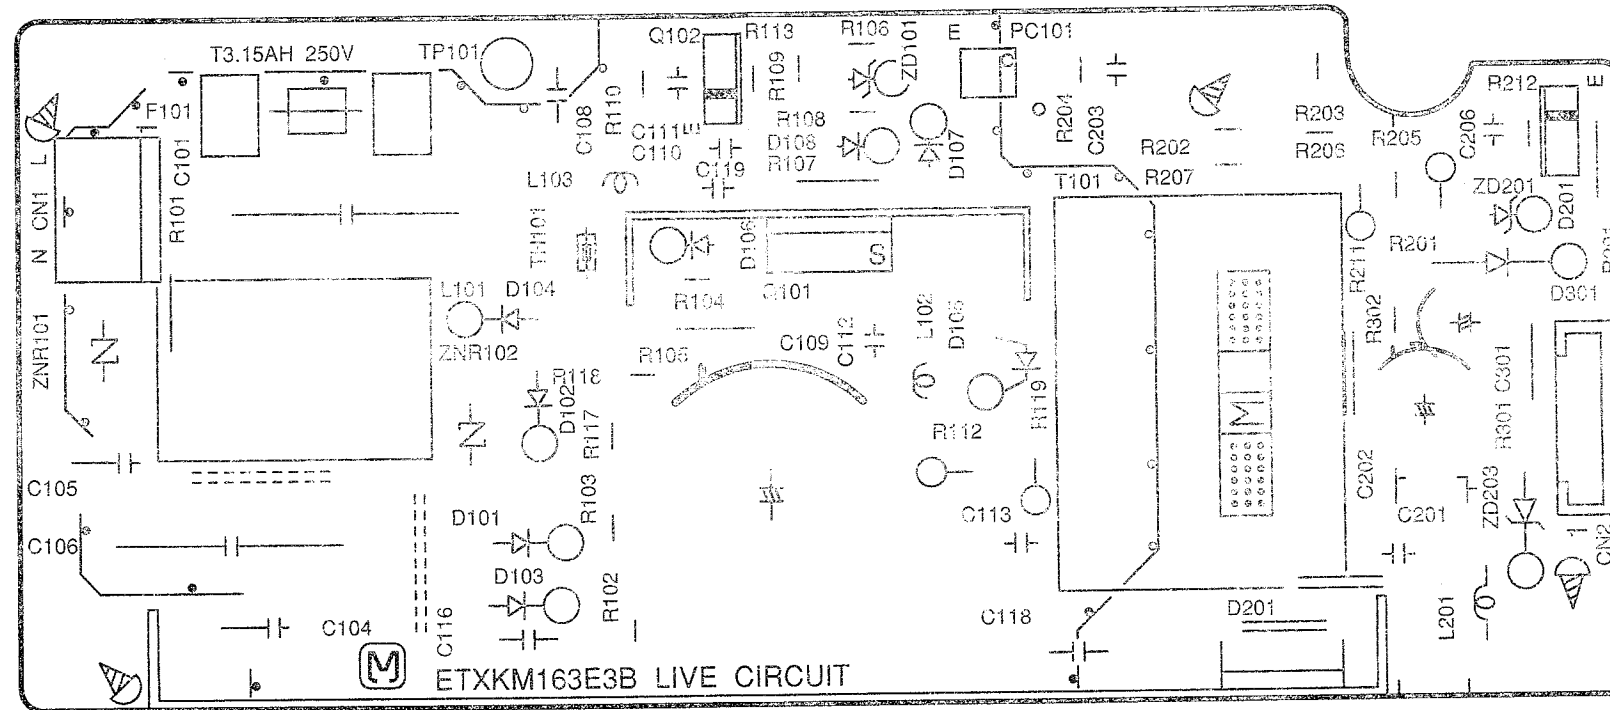 T3.15AH 250V
TP101
Q102
R113
R106
E
PC101
ZD101
F101
C108
R110
R109
R108
D108
R107
D107
R204
C203
R212
E
R203
R205
C206
R202
R206
R207
C111
C110
E
C119
L
CN1
N
C101
R101
L103
T101
ZD201
D201
TH101
D106
S
R201
R211
D301
R104
Q101
L101
D104
ZNR102
ZNR101
C112
L102
C109
R302
R118
D102
R117
R119
R112
M
R301
C301
C105
C202
C106
D101
R103
C113
C201
ZD203
1
CN2
D103
R102
C116
C104
C118
D201
L201
M
ETXKM163E3B LIVE CIRCUIT